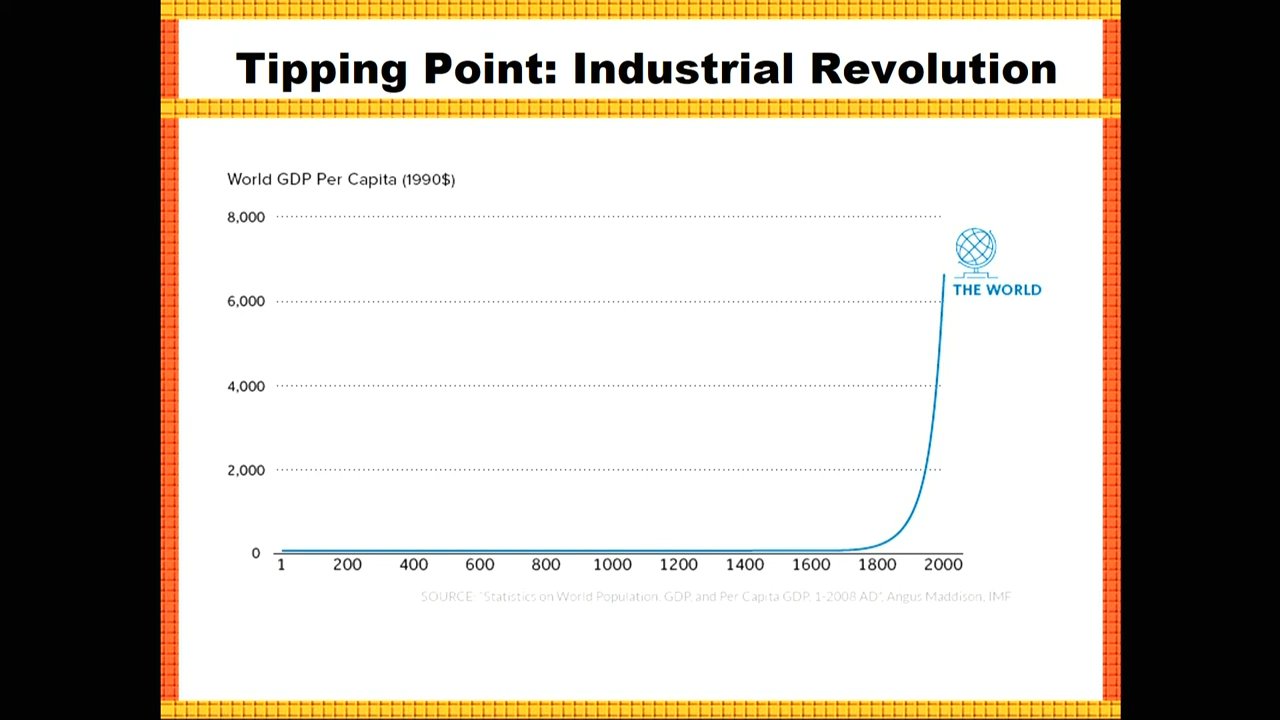 Tipping Point: Industrial Revolution
World GDP Per Capita (1990$)
8,000
6,000
4,000
2,000
0
THE WORLD
1 200 400 600 800 1000 1200 1400 1600 1800 2000
SOURCE: "Statistics on World Population, GDP, and Per Capita GDP, 1-2008 AD", Angus Maddison, IMF